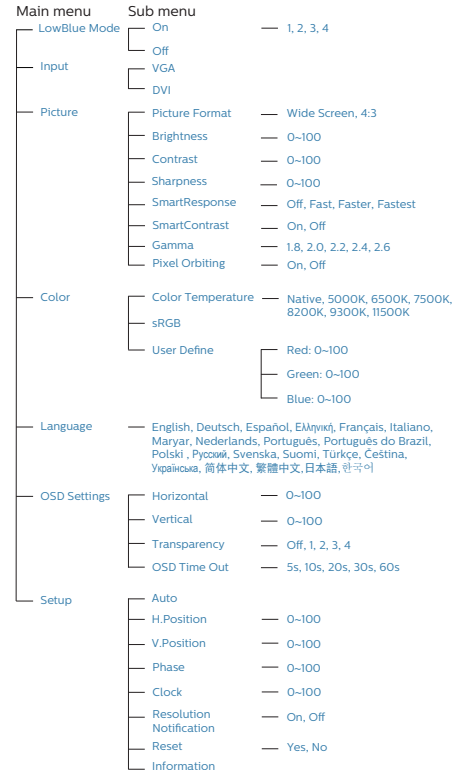 Main menu Sub menu
LowBlue Mode On 1, 2, 3, 4
Off
Input VGA
DVI
Picture Picture Format Wide Screen, 4:3
Brightness 0~100
Contrast 0~100
Sharpness 0~100
SmartResponse Off, Fast, Faster, Fastest
SmartContrast On, Off
Gamma 1.8, 2.0, 2.2, 2.4, 2.6
Pixel Orbiting On, Off
Color Color Temperature Native, 5000K, 6500K, 7500K,
8200K, 9300K, 11500K
sRGB
User Define Red: 0~100
Green: 0~100
Blue: 0~100
Language English, Deutsch, Español, Ελληνική, Français, Italiano,
Maryar, Nederlands, Português, Português do Brazil,
Polski , Русский, Svenska, Suomi, Türkçe, Čeština,
Українська, 简体中文, 繁體中文,日本語,한국어
OSD Settings Horizontal 0~100
Vertical 0~100
Transparency Off, 1, 2, 3, 4
OSD Time Out 5s, 10s, 20s, 30s, 60s
Setup Auto
H.Position 0~100
V.Position 0~100
Phase 0~100
Clock 0~100
Resolution On, Off
Notification
Reset Yes, No
Information